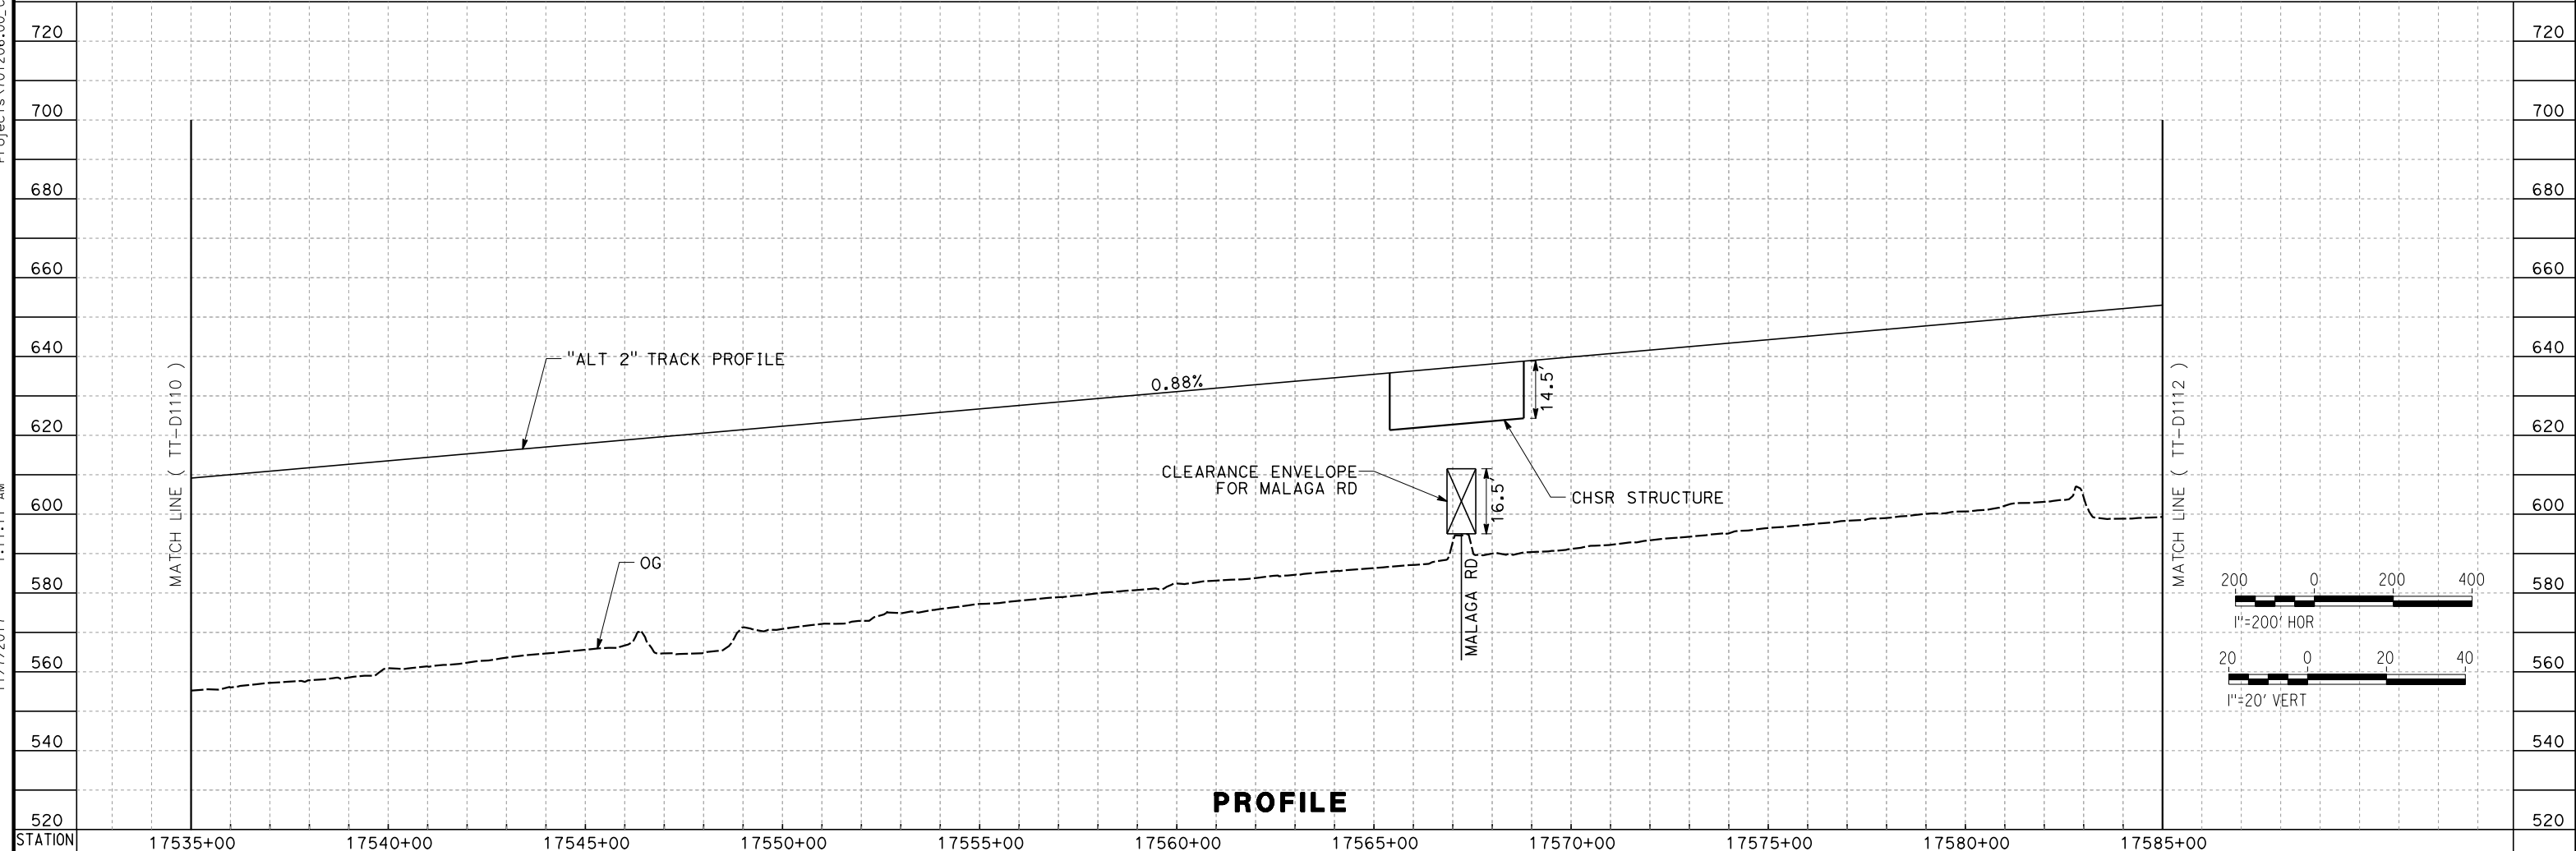 720
700
680
660
640
620
600
580
560
540
520
STATION
17535+00
17540+00
17545+00
17550+00
17555+00
17560+00
17565+00
17570+00
17575+00
17580+00
17585+00
MATCH LINE ( TT-D1110 )
"ALT 2" TRACK PROFILE
OG
0.88%
CLEARANCE ENVELOPE
FOR MALAGA RD
16.5'
14.5'
CHSR STRUCTURE
MALAGA RD
PROFILE
MATCH LINE ( TT-D1112 )
200 0 200 400
1"=200' HOR
20 0 20 40
1"=20' VERT
720
700
680
660
640
620
600
580
560
540
520